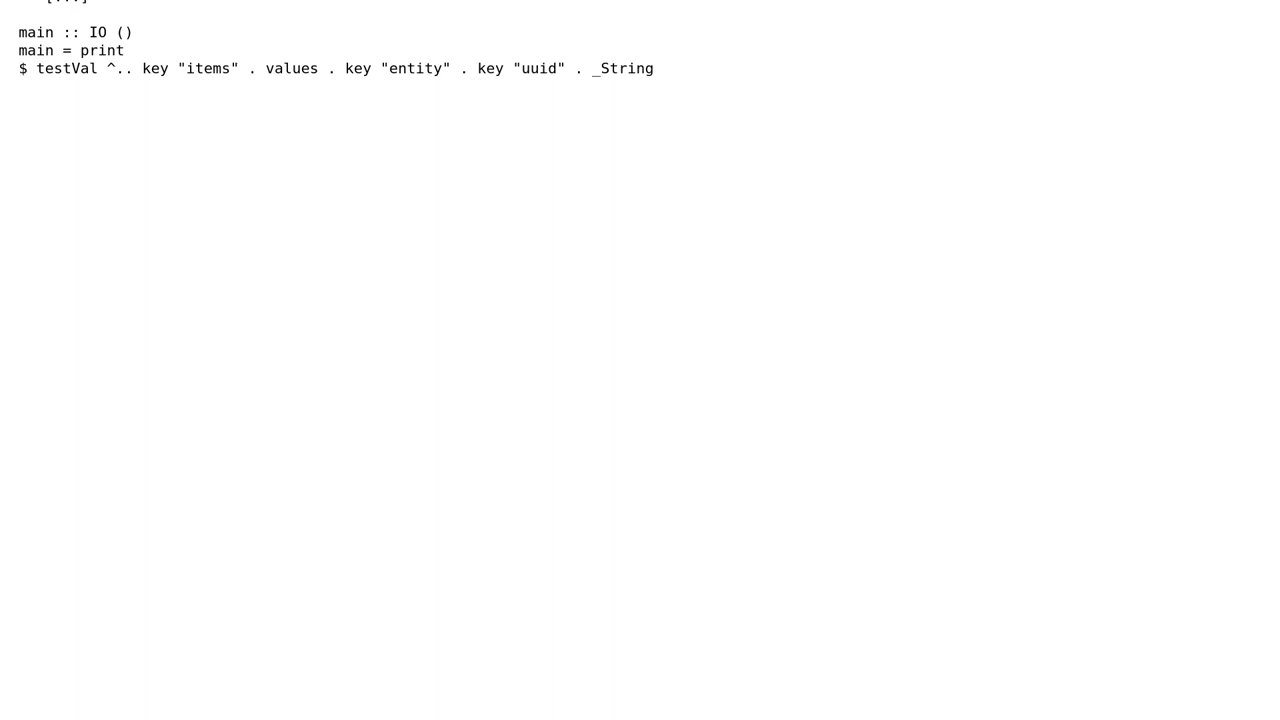 main :: IO ()
main = print
$ testVal ^.. key "items" . values . key "entity" . key "uuid" . _String